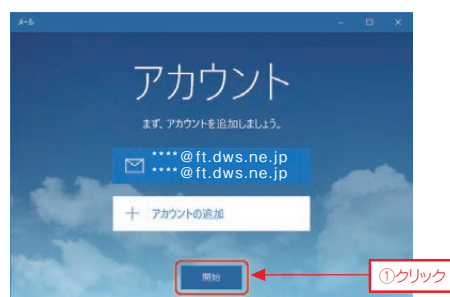 メール
アカウント
まず、アカウントを追加しましょう。
****@ft.dws.ne.jp
****@ft.dws.ne.jp
アカウントの追加
開始
①クリック